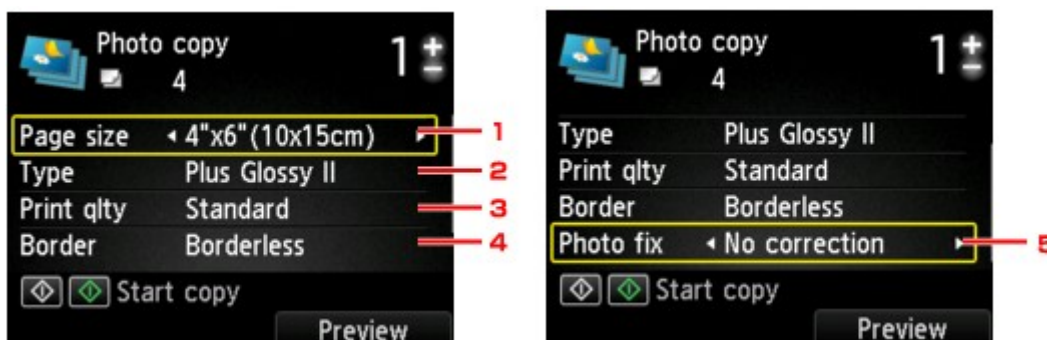 Photo copy
4
1 + -
Page size 4"x6"(10x15cm) 1
Type Plus Glossy II 2
Print qlty Standard 3
Border Borderless 4
Start copy
Preview
Photo copy
4
1 + -
Type Plus Glossy II
Print qlty Standard
Border Borderless
Photo fix No correction 5
Start copy
Preview